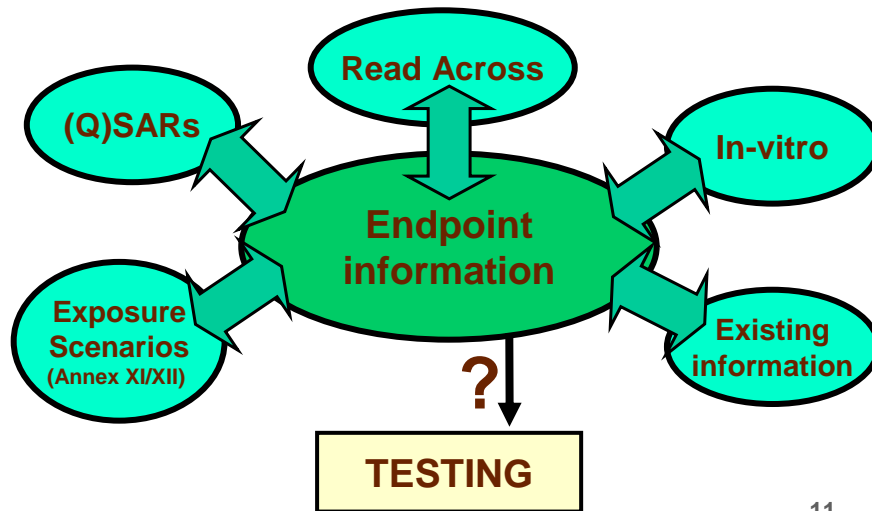 Read Across
(Q)SARs
In-vitro
Endpoint
information
Exposure
Scenarios
(Annex XI/XII)
Existing
information
?
TESTING
11